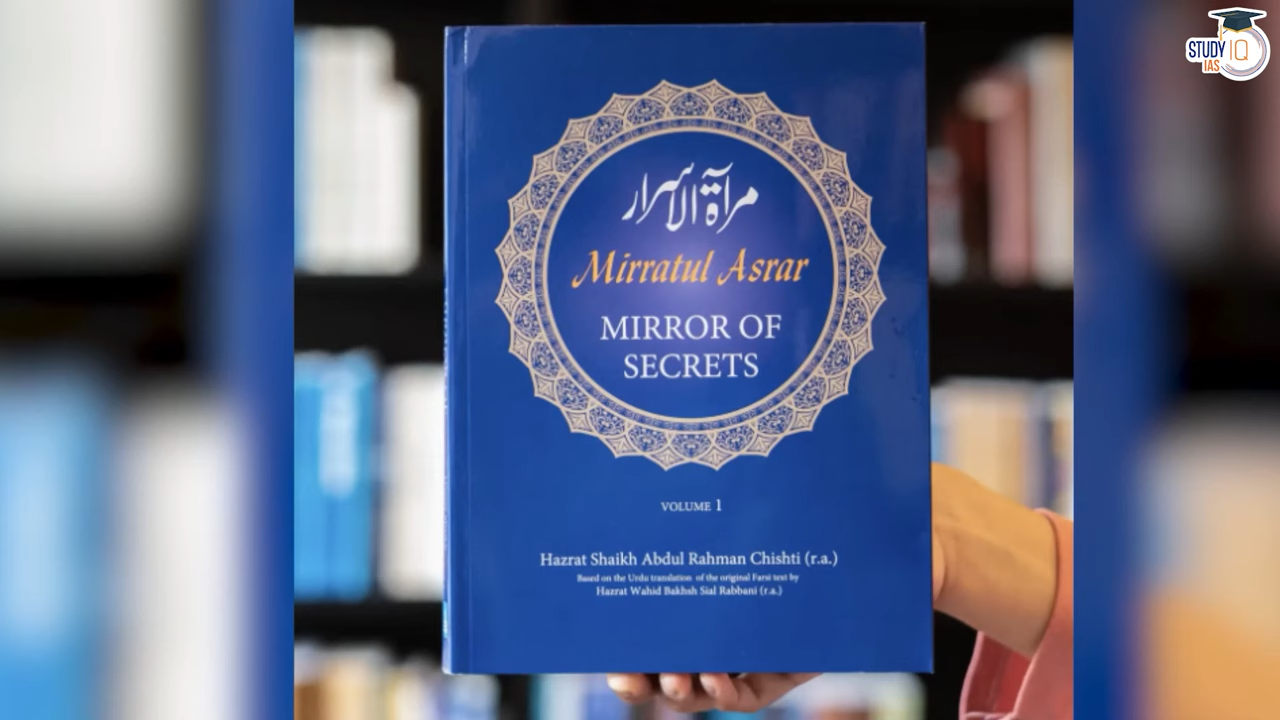 مرآة الاسرار
Mirratul Asrar
MIRROR OF
SECRETS
VOLUME 1
Hazrat Shaikh Abdul Rahman Chishti (r.a.)
Based on the Urdu translation of the original Farsi text by
Hazrat Wahid Bakhsh Sial Rabbani (r.a.)
STUDY IQ
IAS